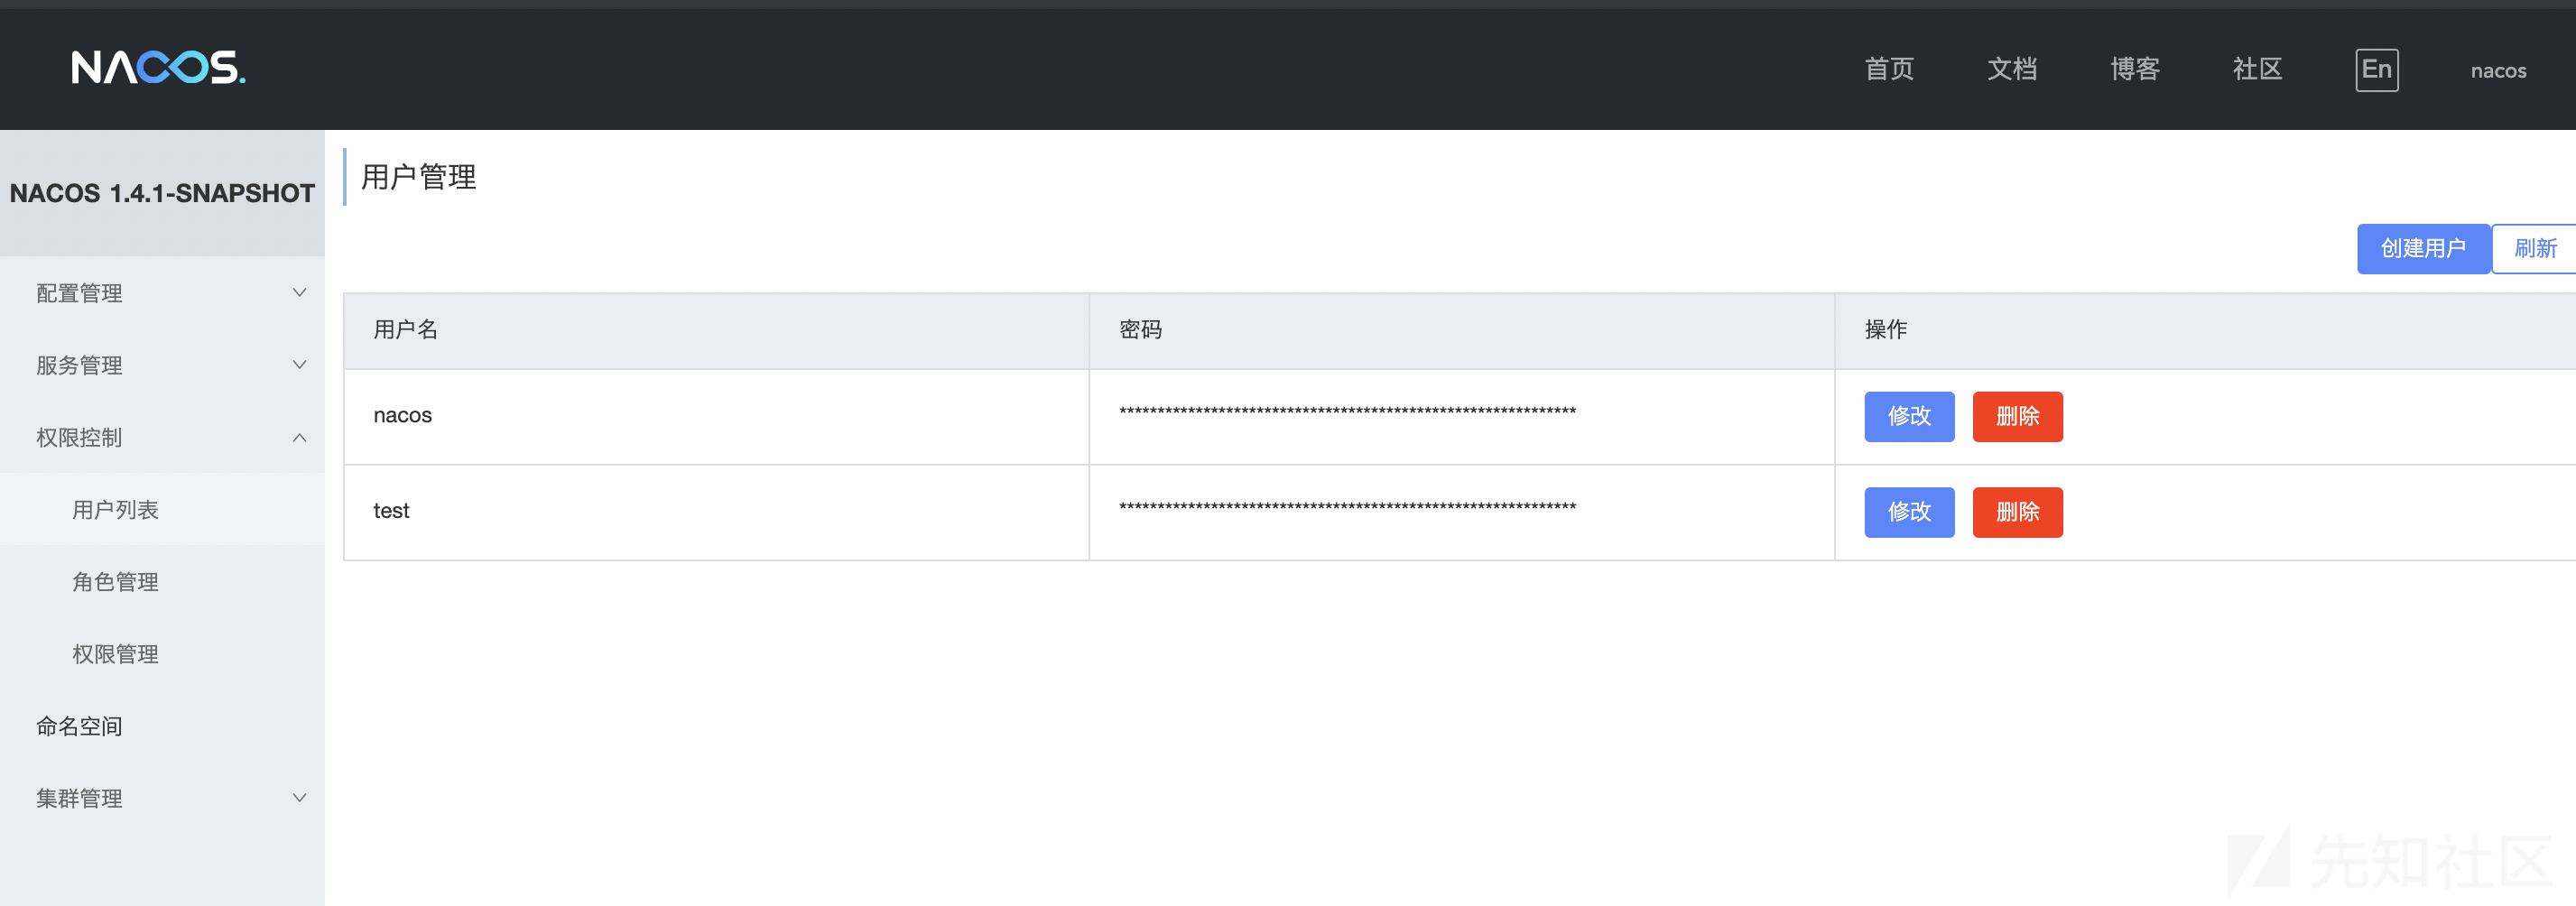 NACOS.
首页 文档 博客 社区 En nacos
NACOS 1.4.1-SNAPSHOT
配置管理
服务管理
权限控制
用户列表
角色管理
权限管理
命名空间
集群管理
用户管理
创建用户 刷新
用户名 密码 操作
nacos ************************************************************ 修改 删除
test ************************************************************ 修改 删除
先知社区